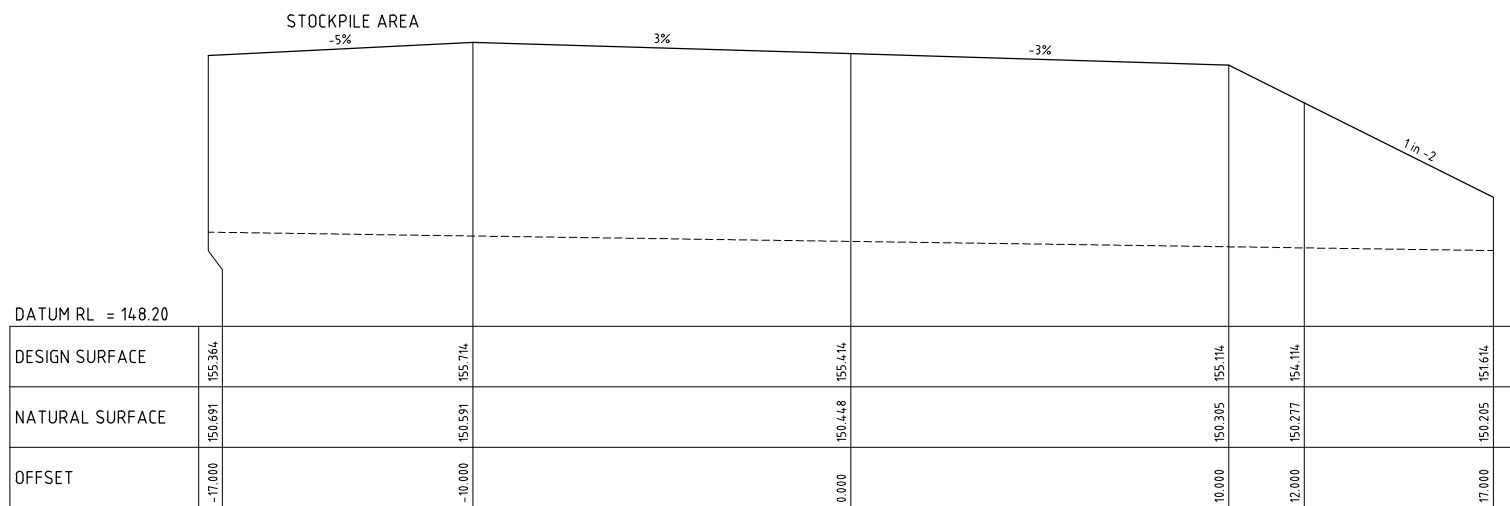 STOCKPILE AREA
-5%
3%
-3%
1 in -2
DATUM RL = 148.20
DESIGN SURFACE 155.364 155.714 155.414 155.114 154.114 151.614
NATURAL SURFACE 150.691 150.591 150.448 150.305 150.277 150.205
OFFSET -17.000 -10.000 0.000 10.000 12.000 17.000